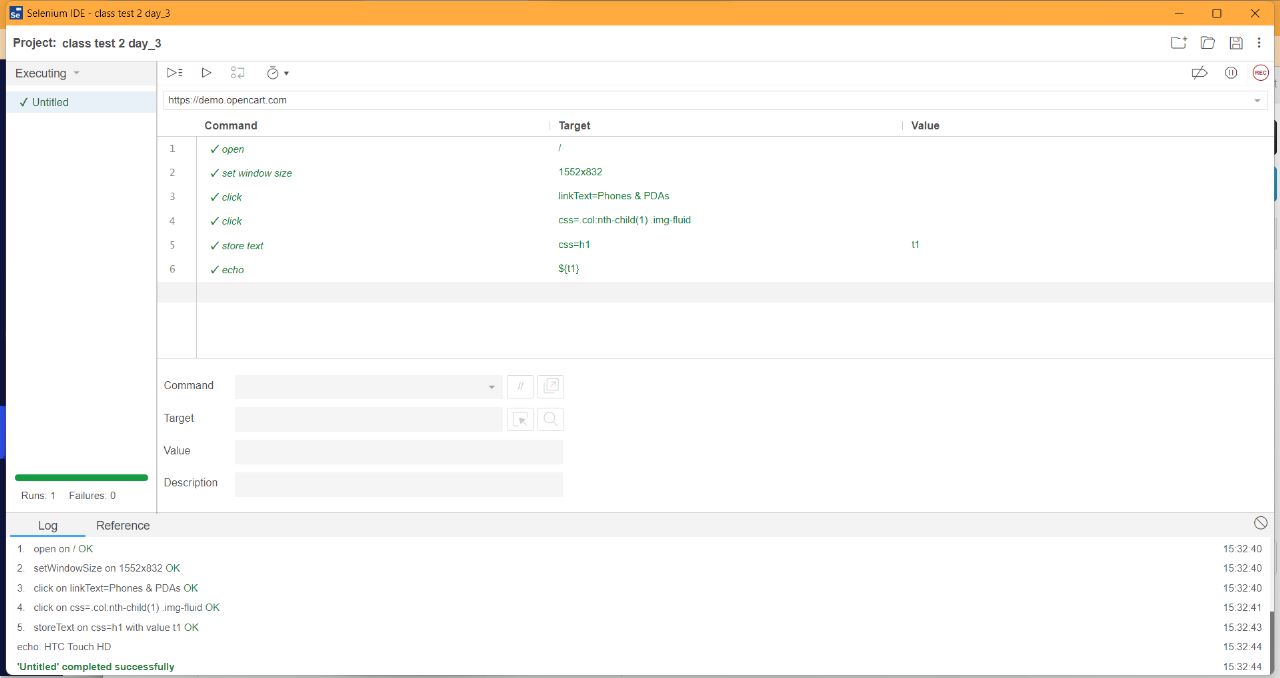 Selenium IDE - class test 2 day_3
Project: class test 2 day_3
Executing
✓ Untitled
https://demo.opencart.com
Command Target Value
1 ✓ open /
2 ✓ set window size 1552x832
3 ✓ click linkText=Phones & PDAs
4 ✓ click css=.col:nth-child(1) .img-fluid
5 ✓ store text css=h1 t1
6 ✓ echo ${t1}
Command //
Target
Value
Description
Runs: 1 Failures: 0
Log Reference
1. open on / OK 15:32:40
2. setWindowSize on 1552x832 OK 15:32:40
3. click on linkText=Phones & PDAs OK 15:32:40
4. click on css=.col:nth-child(1) .img-fluid OK 15:32:41
5. storeText on css=h1 with value t1 OK 15:32:43
echo: HTC Touch HD 15:32:44
'Untitled' completed successfully 15:32:44
Se
REC